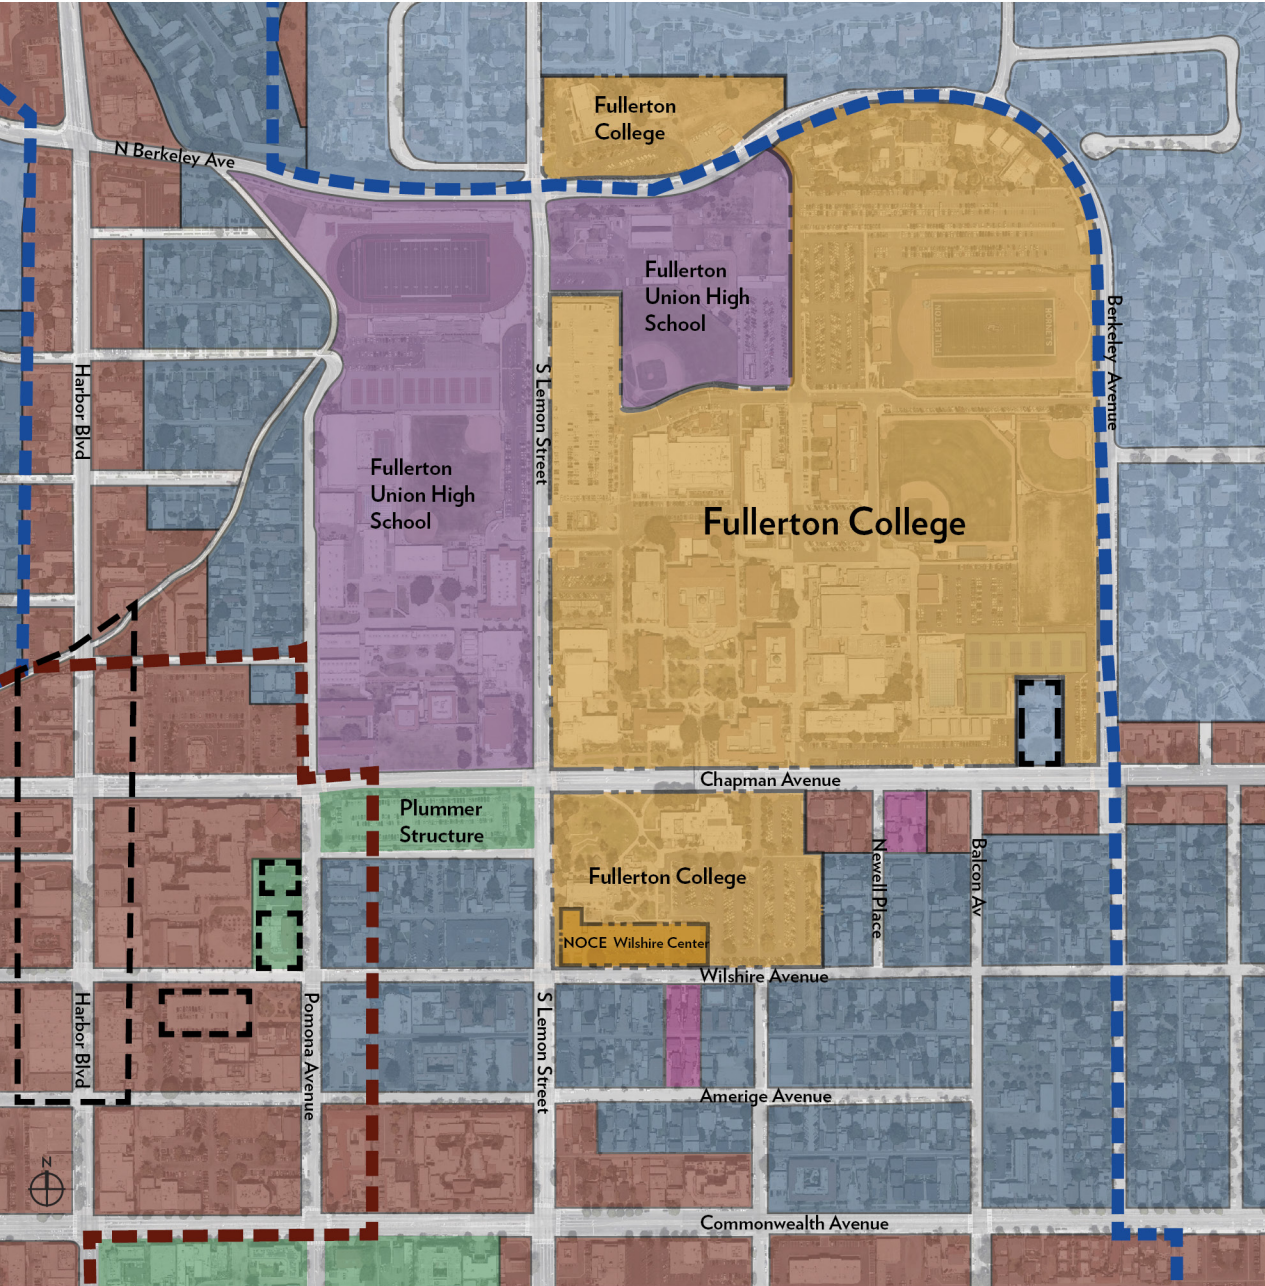 Fullerton
College
N Berkeley Ave
Fullerton
Union High
School
Berkeley Avenue
Harbor Blvd
S Lemon Street
Fullerton
Union High
School
Fullerton College
Chapman Avenue
Plummer
Structure
Newell Place
Balcon Av
Fullerton College
NOCE Wilshire Center
Wilshire Avenue
Harbor Blvd
Pomona Avenue
S Lemon Street
Amerige Avenue
N
Commonwealth Avenue
FULLERTON